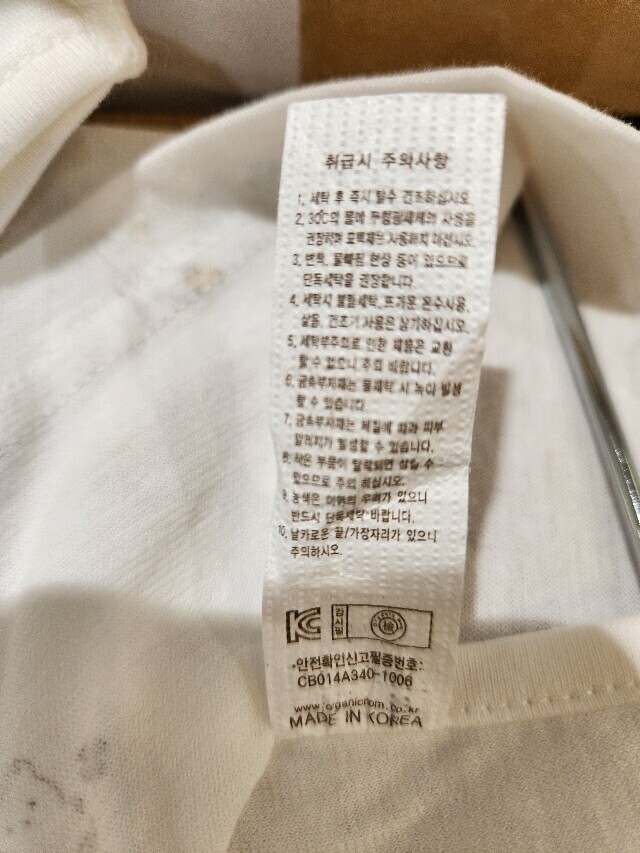 취급시 주의사항
1. 세탁 후 즉시 탈수 건조하십시오.
2. 30℃의 물에 무형광세제의 사용을
권장하며 표백제는 사용하지 마십시오.
3. 변색, 물빠짐 현상 등이 있으므로
단독세탁을 권장합니다.
4. 세탁시 불림세탁, 뜨거운 온수사용,
삶음, 건조기 사용은 삼가하십시오.
5. 세탁부주의로 인한 제품은 교환
할 수 없으니 주의 바랍니다.
6. 금속부자재는 물세탁 시 녹이 발생
할 수 있습니다.
7. 금속부자재는 체질에 따라 피부
알러지가 발생할 수 있습니다.
8. 작은 부품이 탈락되면 삼킬 수
있으므로 주의 하십시오.
9. 농색은 이염의 우려가 있으니
반드시 단독세탁 바랍니다.
10. 날카로운 끝/가장자리가 있으니
주의하십시오.
KC 검사필
•안전확인신고필증번호:
CB014A340-1006
www.organicmom.co.kr
MADE IN KOREA